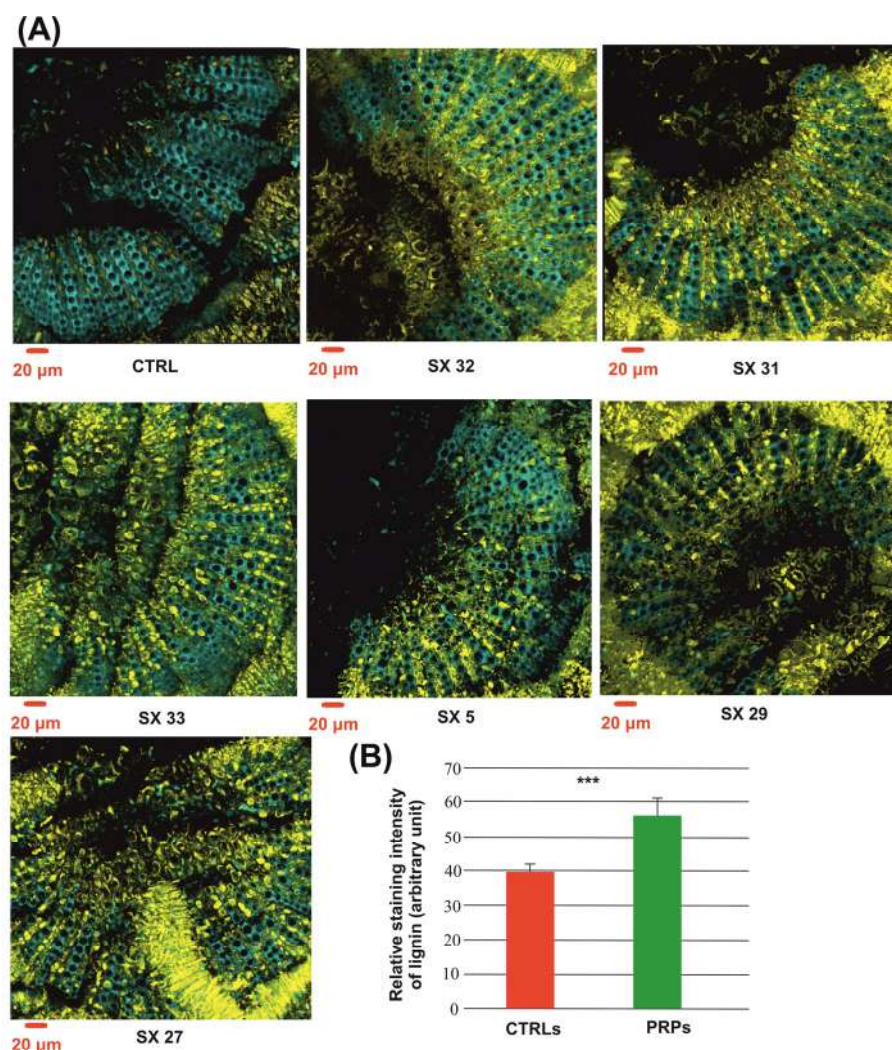 (A)
20 µm
CTRL
20 µm
SX 32
20 µm
SX 31
20 µm
SX 33
20 µm
SX 5
20 µm
SX 29
20 µm
SX 27
(B)
Relative staining intensity
of lignin (arbitrary unit)
70
60
50
40
30
20
10
0
***
CTRLs
PRPs